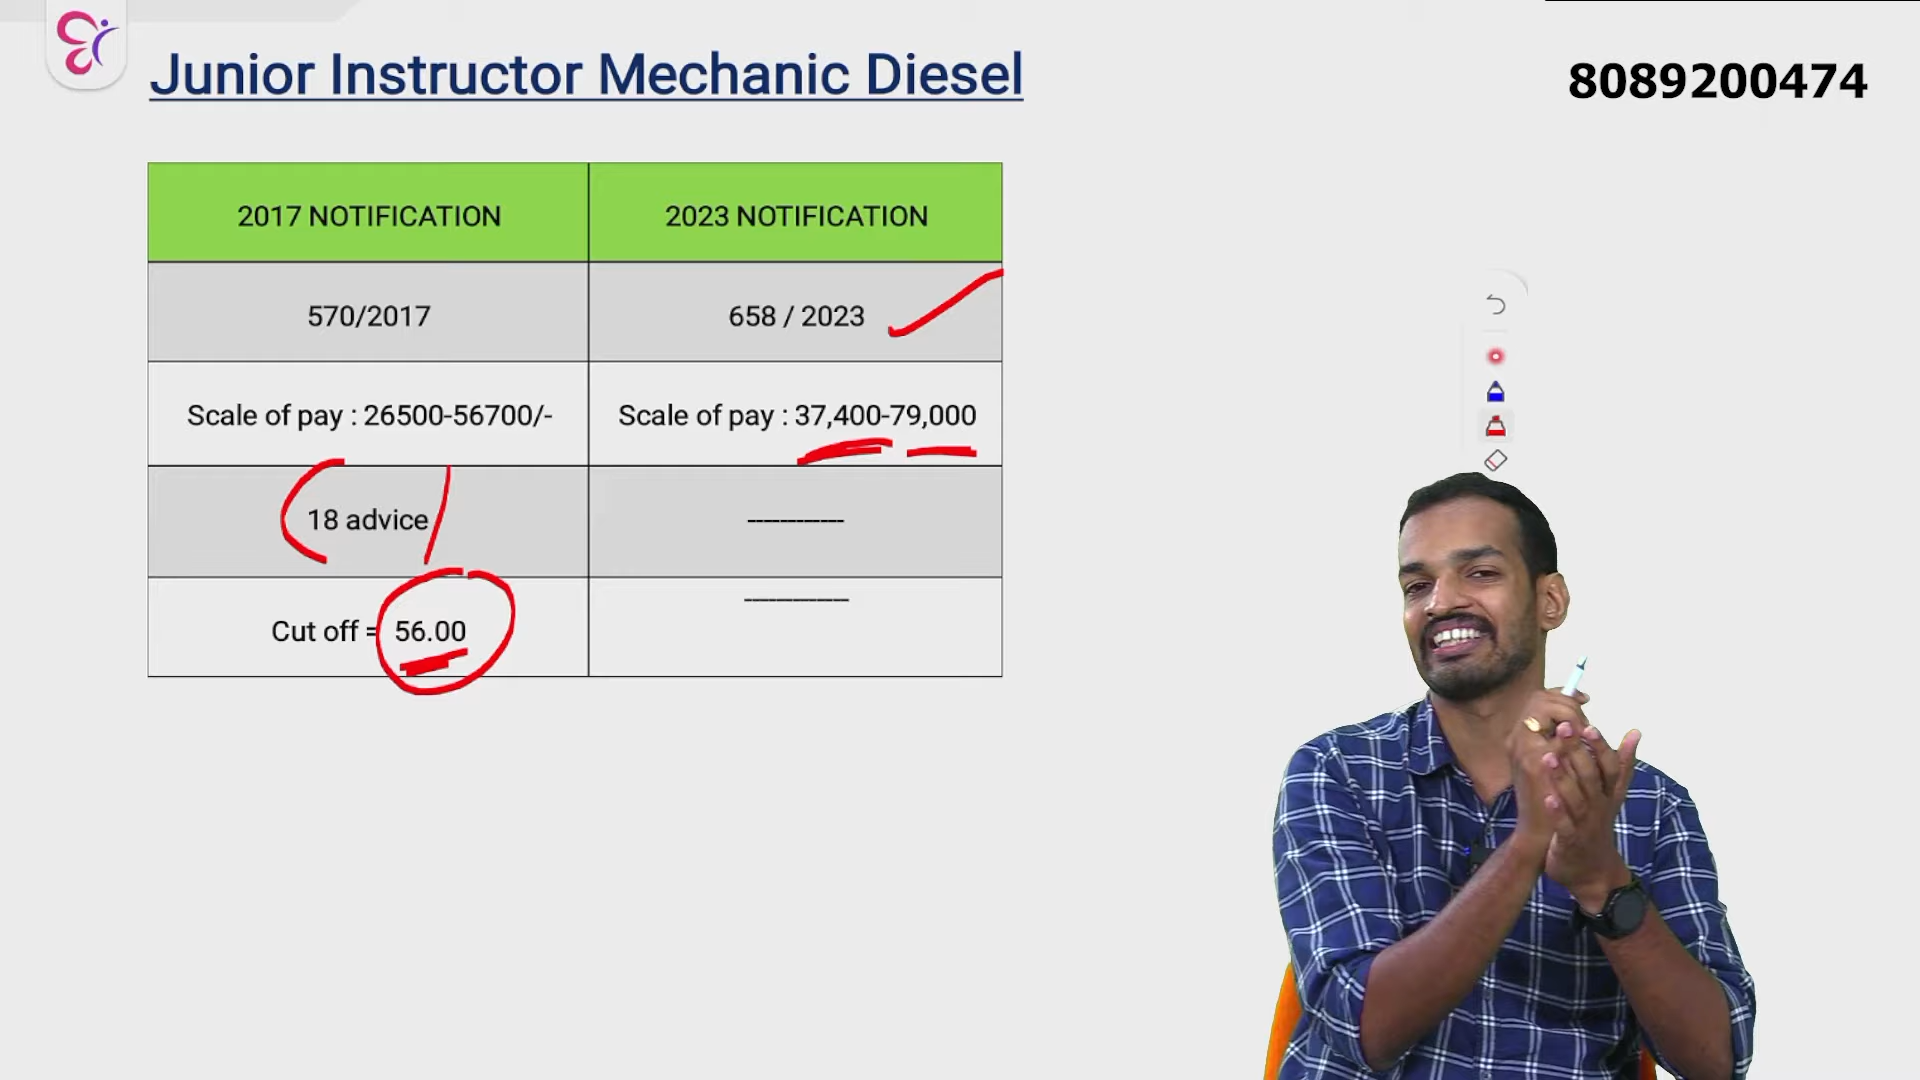 Junior Instructor Mechanic Diesel
8089200474
2017 NOTIFICATION
2023 NOTIFICATION
570/2017
658 / 2023
Scale of pay : 26500-56700/-
Scale of pay : 37,400-79,000
18 advice
------------
Cut off = 56.00
-------------